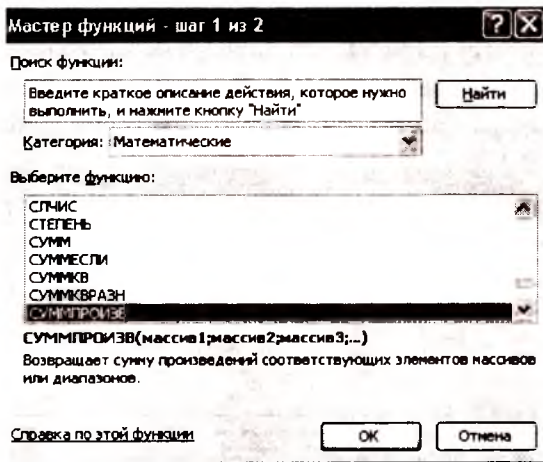 Мастер функций - шаг 1 из 2
Поиск функции:
Введите краткое описание действия, которое нужно
выполнить, и нажмите кнопку "Найти"
Найти
Категория: Математические
Выберите функцию:
СЛЧИС
СТЕПЕНЬ
СУММ
СУММЕСЛИ
СУММКВ
СУММКВРАЗН
СУММПРОИЗВ
СУММПРОИЗВ(массив1;массив2;массив3;...)
Возвращает сумму произведений соответствующих элементов массивов
или диапазонов.
Справка по этой функции
ОК
Отмена